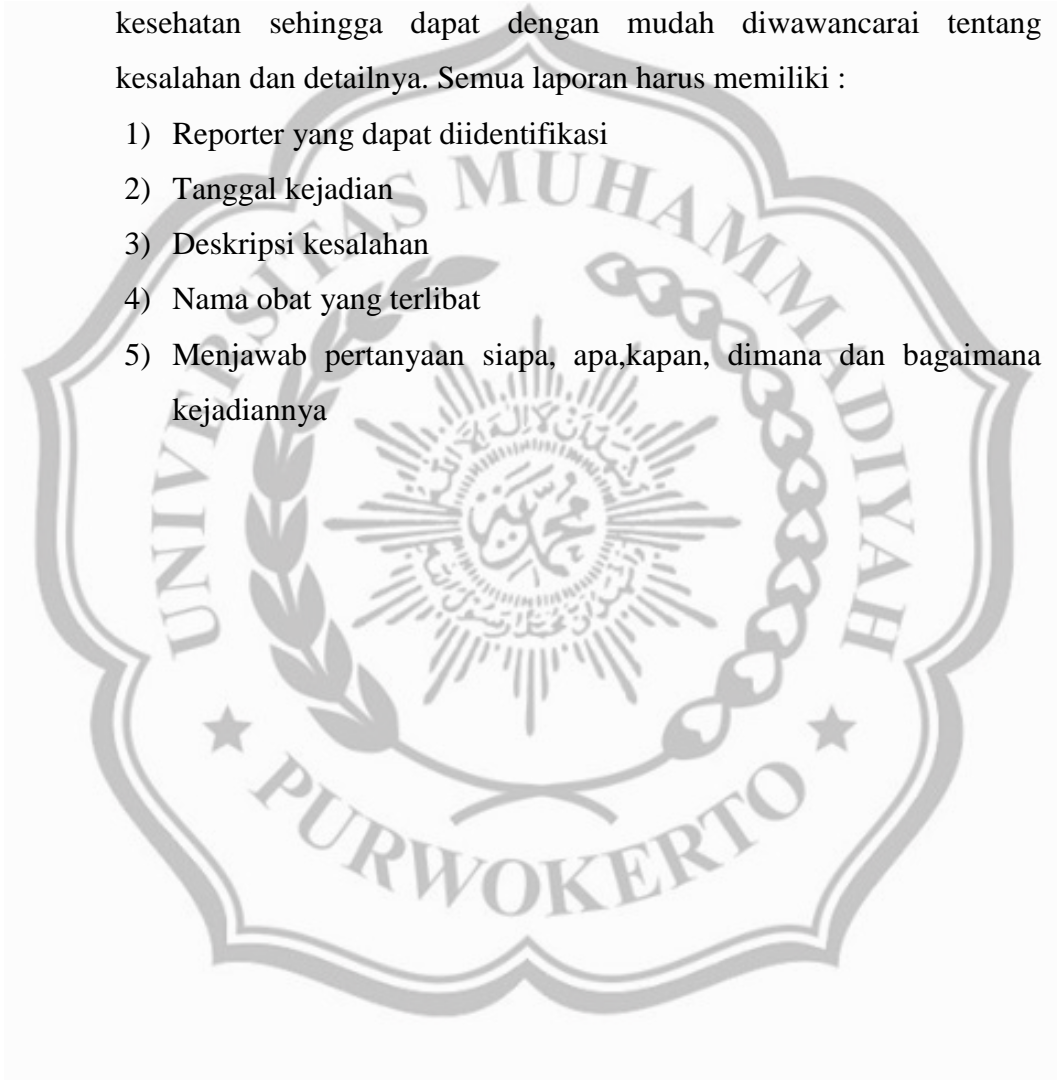 kesehatan sehingga dapat dengan mudah diwawancarai tentang
kesalahan dan detailnya. Semua laporan harus memiliki :
1) Reporter yang dapat diidentifikasi
2) Tanggal kejadian
3) Deskripsi kesalahan
4) Nama obat yang terlibat
5) Menjawab pertanyaan siapa, apa,kapan, dimana dan bagaimana
kejadiannya
UNIVERSITAS MUHAMMADIYAH
PURWOKERTO
محمدية